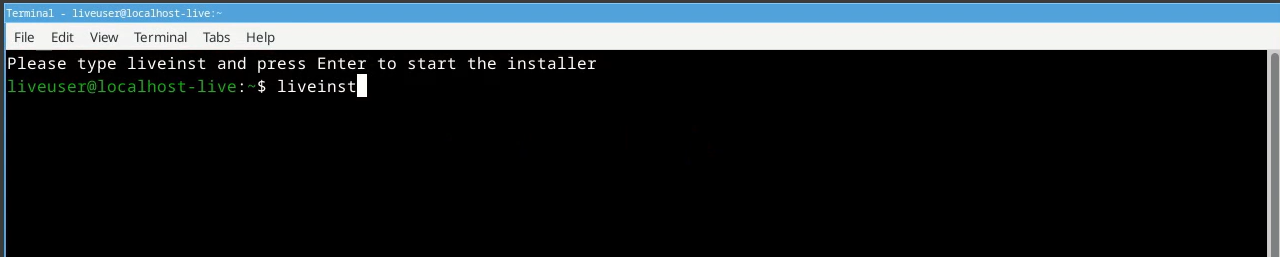 Terminal - liveuser@localhost-live:~
File Edit View Terminal Tabs Help
Please type liveinst and press Enter to start the installer
liveuser@localhost-live:~$ liveinst